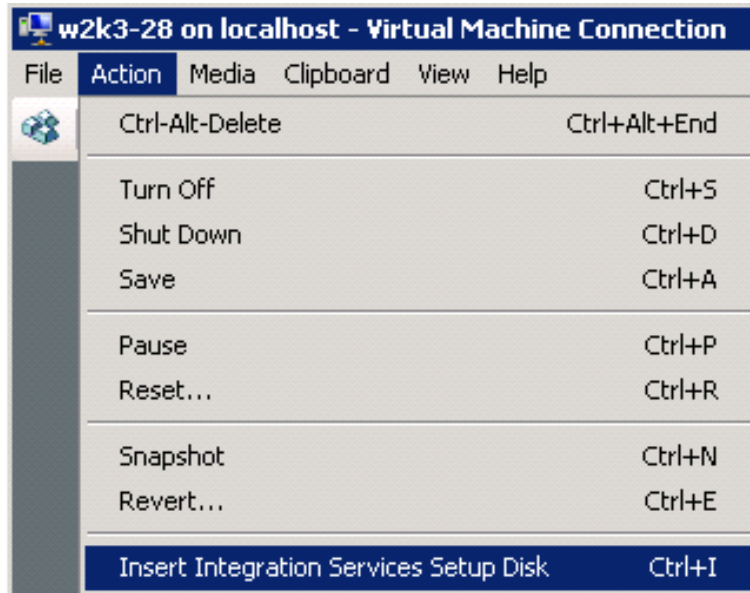 w2k3-28 on localhost - Virtual Machine Connection
File Action Media Clipboard View Help
Ctrl-Alt-Delete Ctrl+Alt+End
Turn Off Ctrl+S
Shut Down Ctrl+D
Save Ctrl+A
Pause Ctrl+P
Reset... Ctrl+R
Snapshot Ctrl+N
Revert... Ctrl+E
Insert Integration Services Setup Disk Ctrl+I